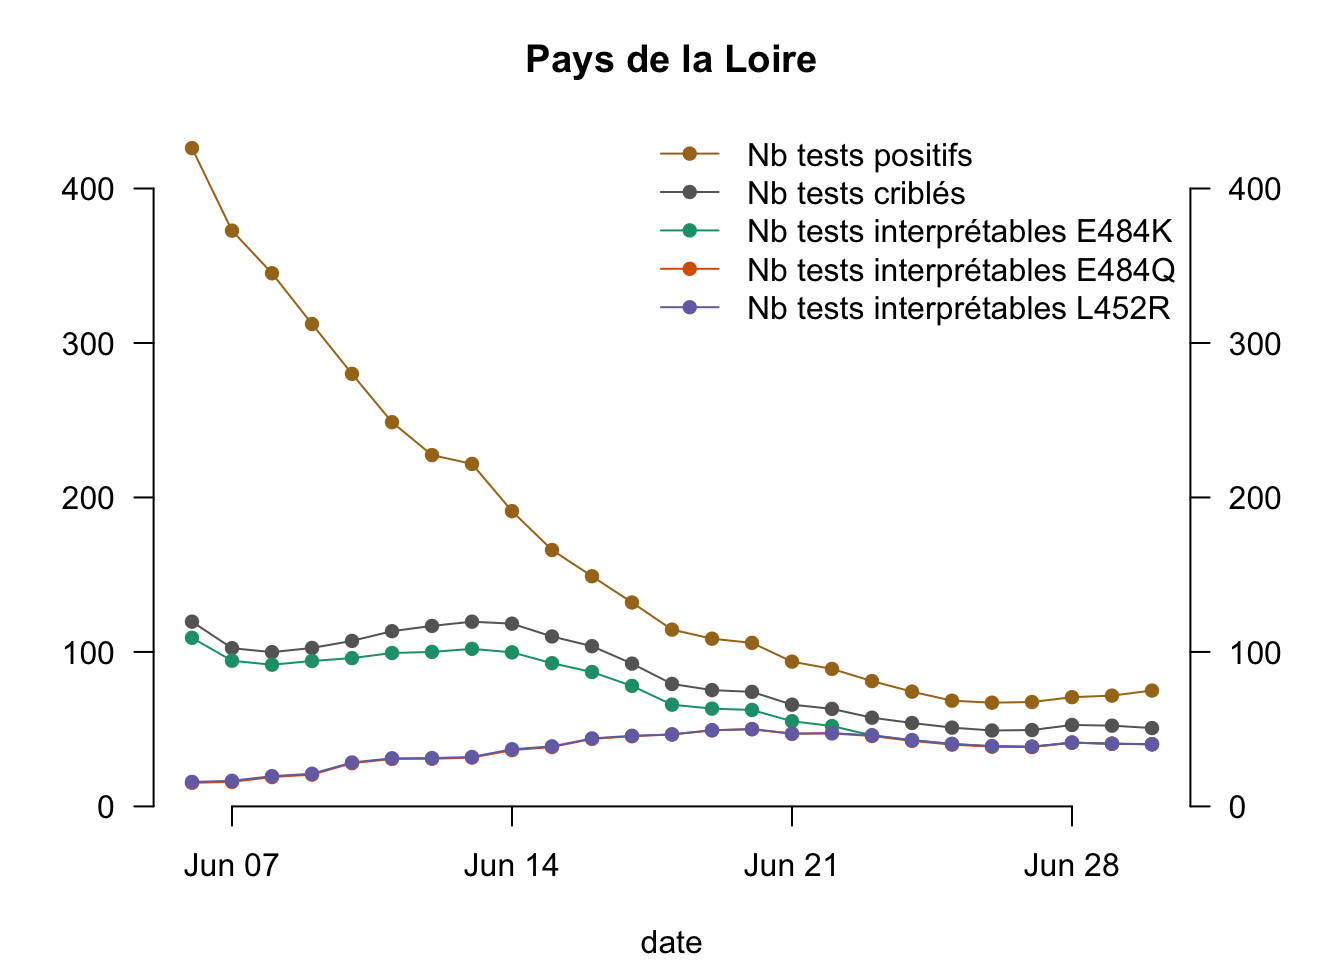 Pays de la Loire
Nb tests positifs
Nb tests criblés
Nb tests interprétables E484K
Nb tests interprétables E484Q
Nb tests interprétables L452R
400 400
300 300
200 200
100 100
0 0
Jun 07 Jun 14 Jun 21 Jun 28
date